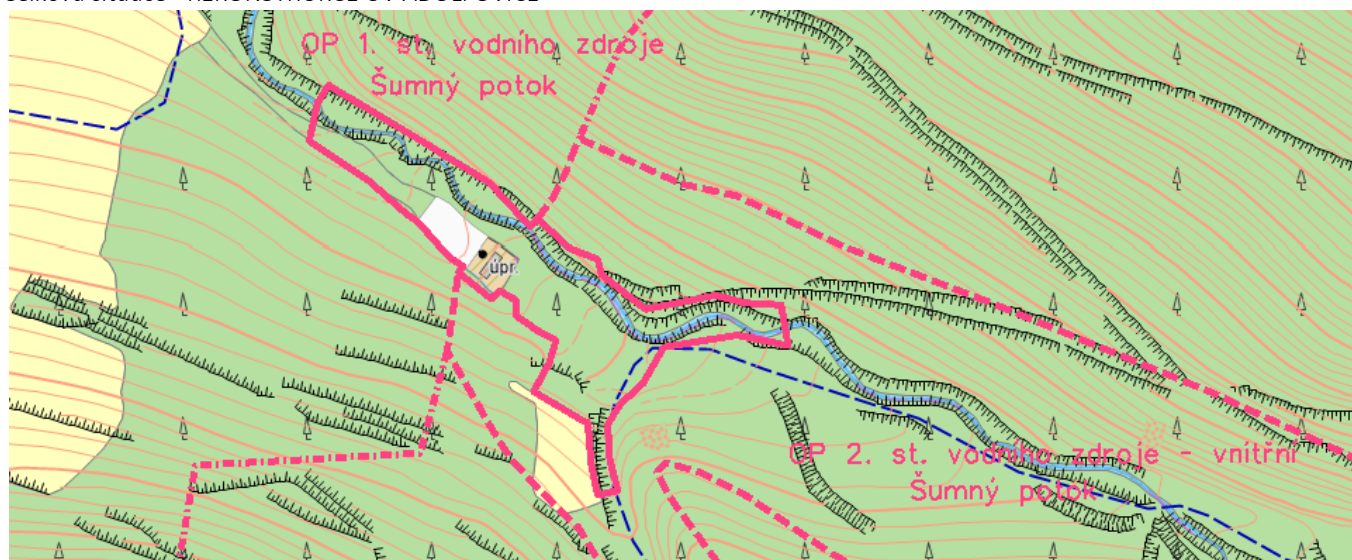 OP 1. st. vodního zdroje
Šumný potok
úpr.
OP 2. st. vodního zdroje - vnitřní
Šumný potok